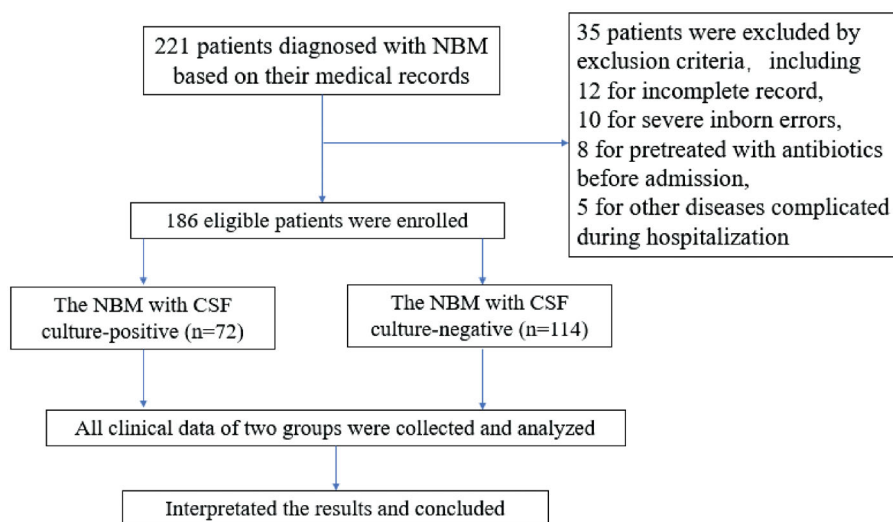 221 patients diagnosed with NBM
based on their medical records
35 patients were excluded by
exclusion criteria, including
12 for incomplete record,
10 for severe inborn errors,
8 for pretreated with antibiotics
before admission,
5 for other diseases complicated
during hospitalization
186 eligible patients were enrolled
The NBM with CSF
culture-positive (n=72)
The NBM with CSF
culture-negative (n=114)
All clinical data of two groups were collected and analyzed
Interpretated the results and concluded